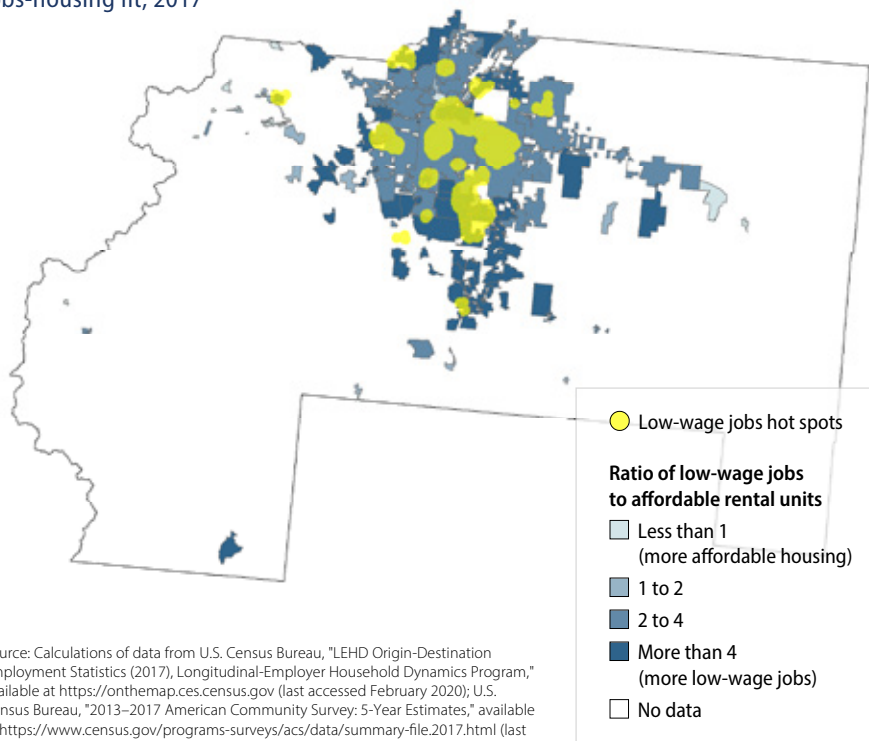 obs-housing fit, 2017
Low-wage jobs hot spots
Ratio of low-wage jobs
to affordable rental units
Less than 1
(more affordable housing)
1 to 2
2 to 4
More than 4
(more low-wage jobs)
No data
urce: Calculations of data from U.S. Census Bureau, "LEHD Origin-Destination
mployment Statistics (2017), Longitudinal-Employer Household Dynamics Program,"
ailable at https://onthemap.ces.census.gov (last accessed February 2020); U.S.
nsus Bureau, "2013–2017 American Community Survey: 5-Year Estimates," available
https://www.census.gov/programs-surveys/acs/data/summary-file.2017.html (last